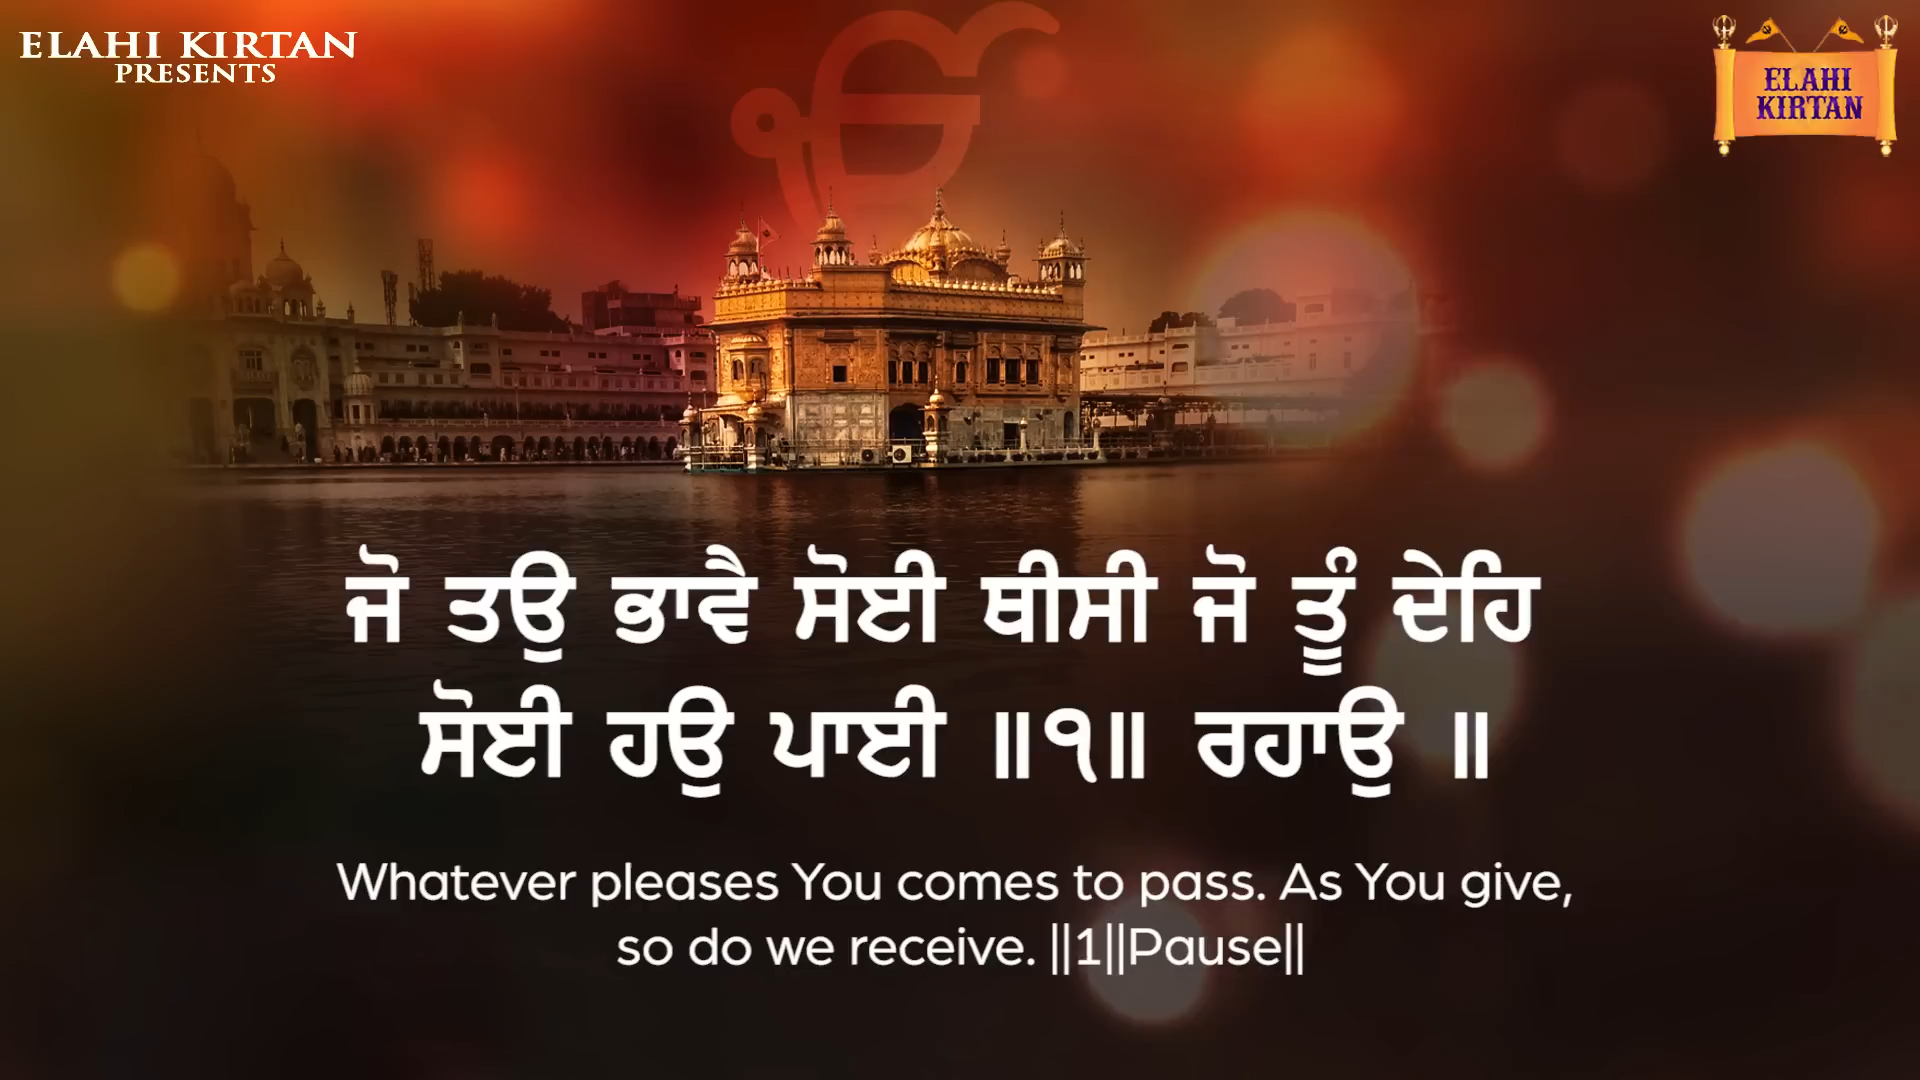 ELAHI KIRTAN
PRESENTS
ELAHI
KIRTAN
ਜੋ ਤਉ ਭਾਵੈ ਸੋਈ ਥੀਸੀ ਜੋ ਤੂੰ ਦੇਹਿ
ਸੋਈ ਹਉ ਪਾਈ ॥੧॥ ਰਹਾਉ ॥
Whatever pleases You comes to pass. As You give,
so do we receive. ||1||Pause||